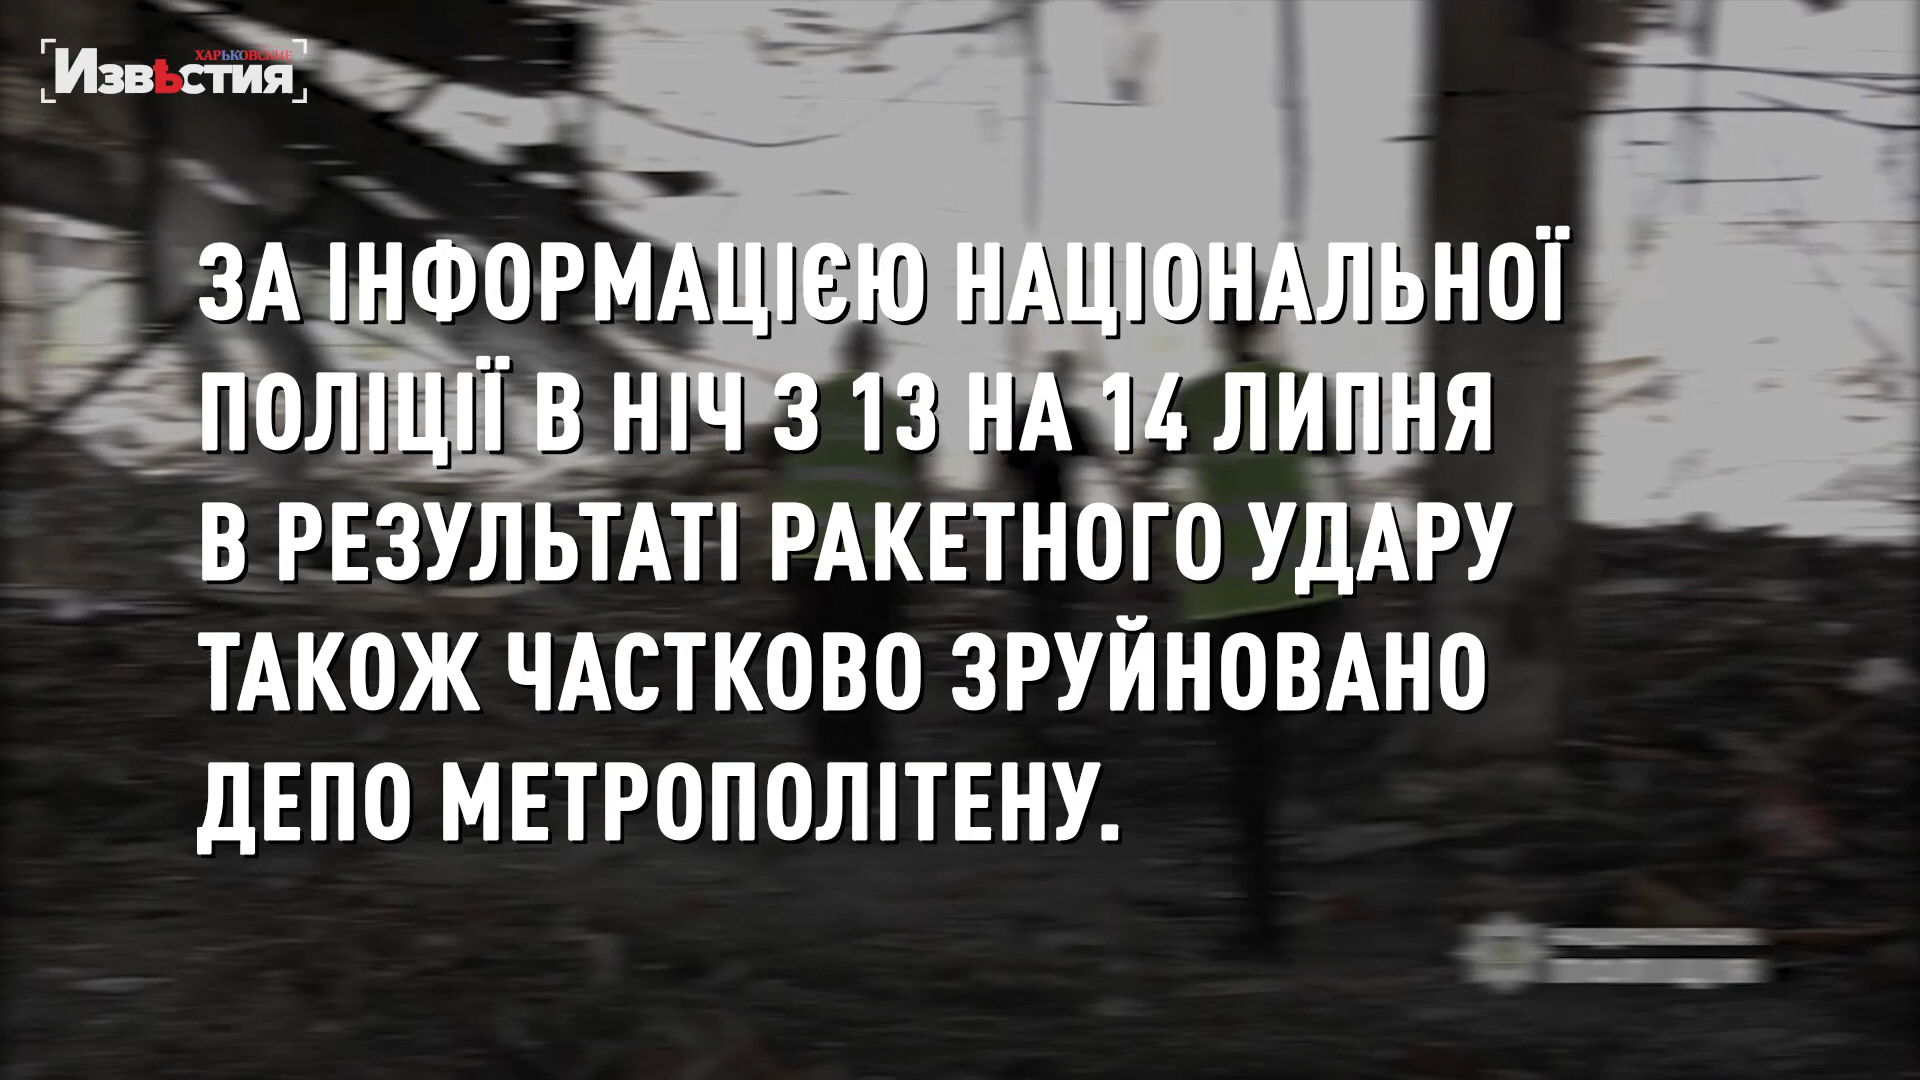 ХАРЬКОВСКИЕ
ИзвѣстиЯ
ЗА ІНФОРМАЦІЄЮ НАЦІОНАЛЬНОЇ
ПОЛІЦІЇ В НІЧ З 13 НА 14 ЛИПНЯ
В РЕЗУЛЬТАТІ РАКЕТНОГО УДАРУ
ТАКОЖ ЧАСТКОВО ЗРУЙНОВАНО
ДЕПО МЕТРОПОЛІТЕНУ.